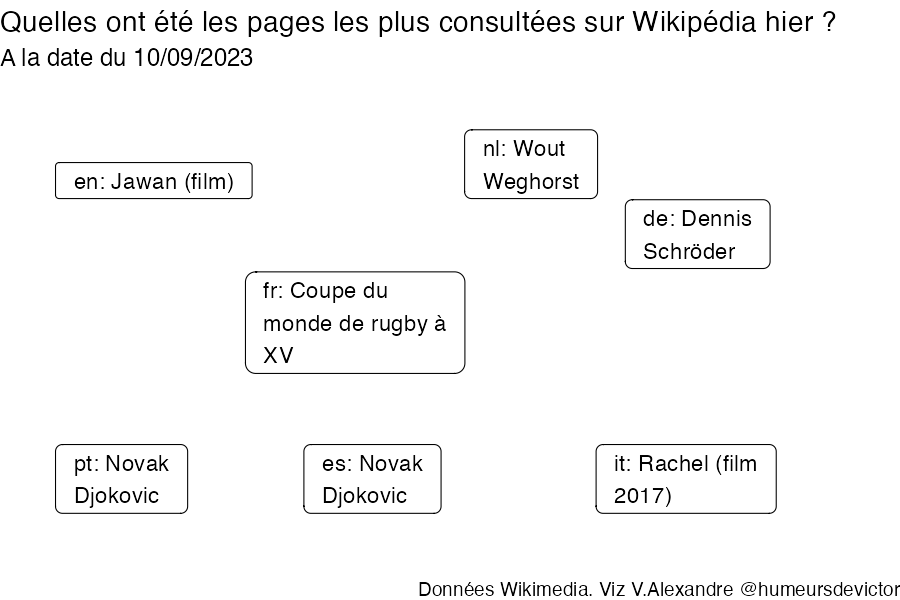 Quelles ont été les pages les plus consultées sur Wikipédia hier ?
A la date du 10/09/2023
nl: Wout
Weghorst
en: Jawan (film)
de: Dennis
Schröder
fr: Coupe du
monde de rugby à
XV
pt: Novak
Djokovic
es: Novak
Djokovic
it: Rachel (film
2017)
Données Wikimedia. Viz V.Alexandre @humeursdevictor